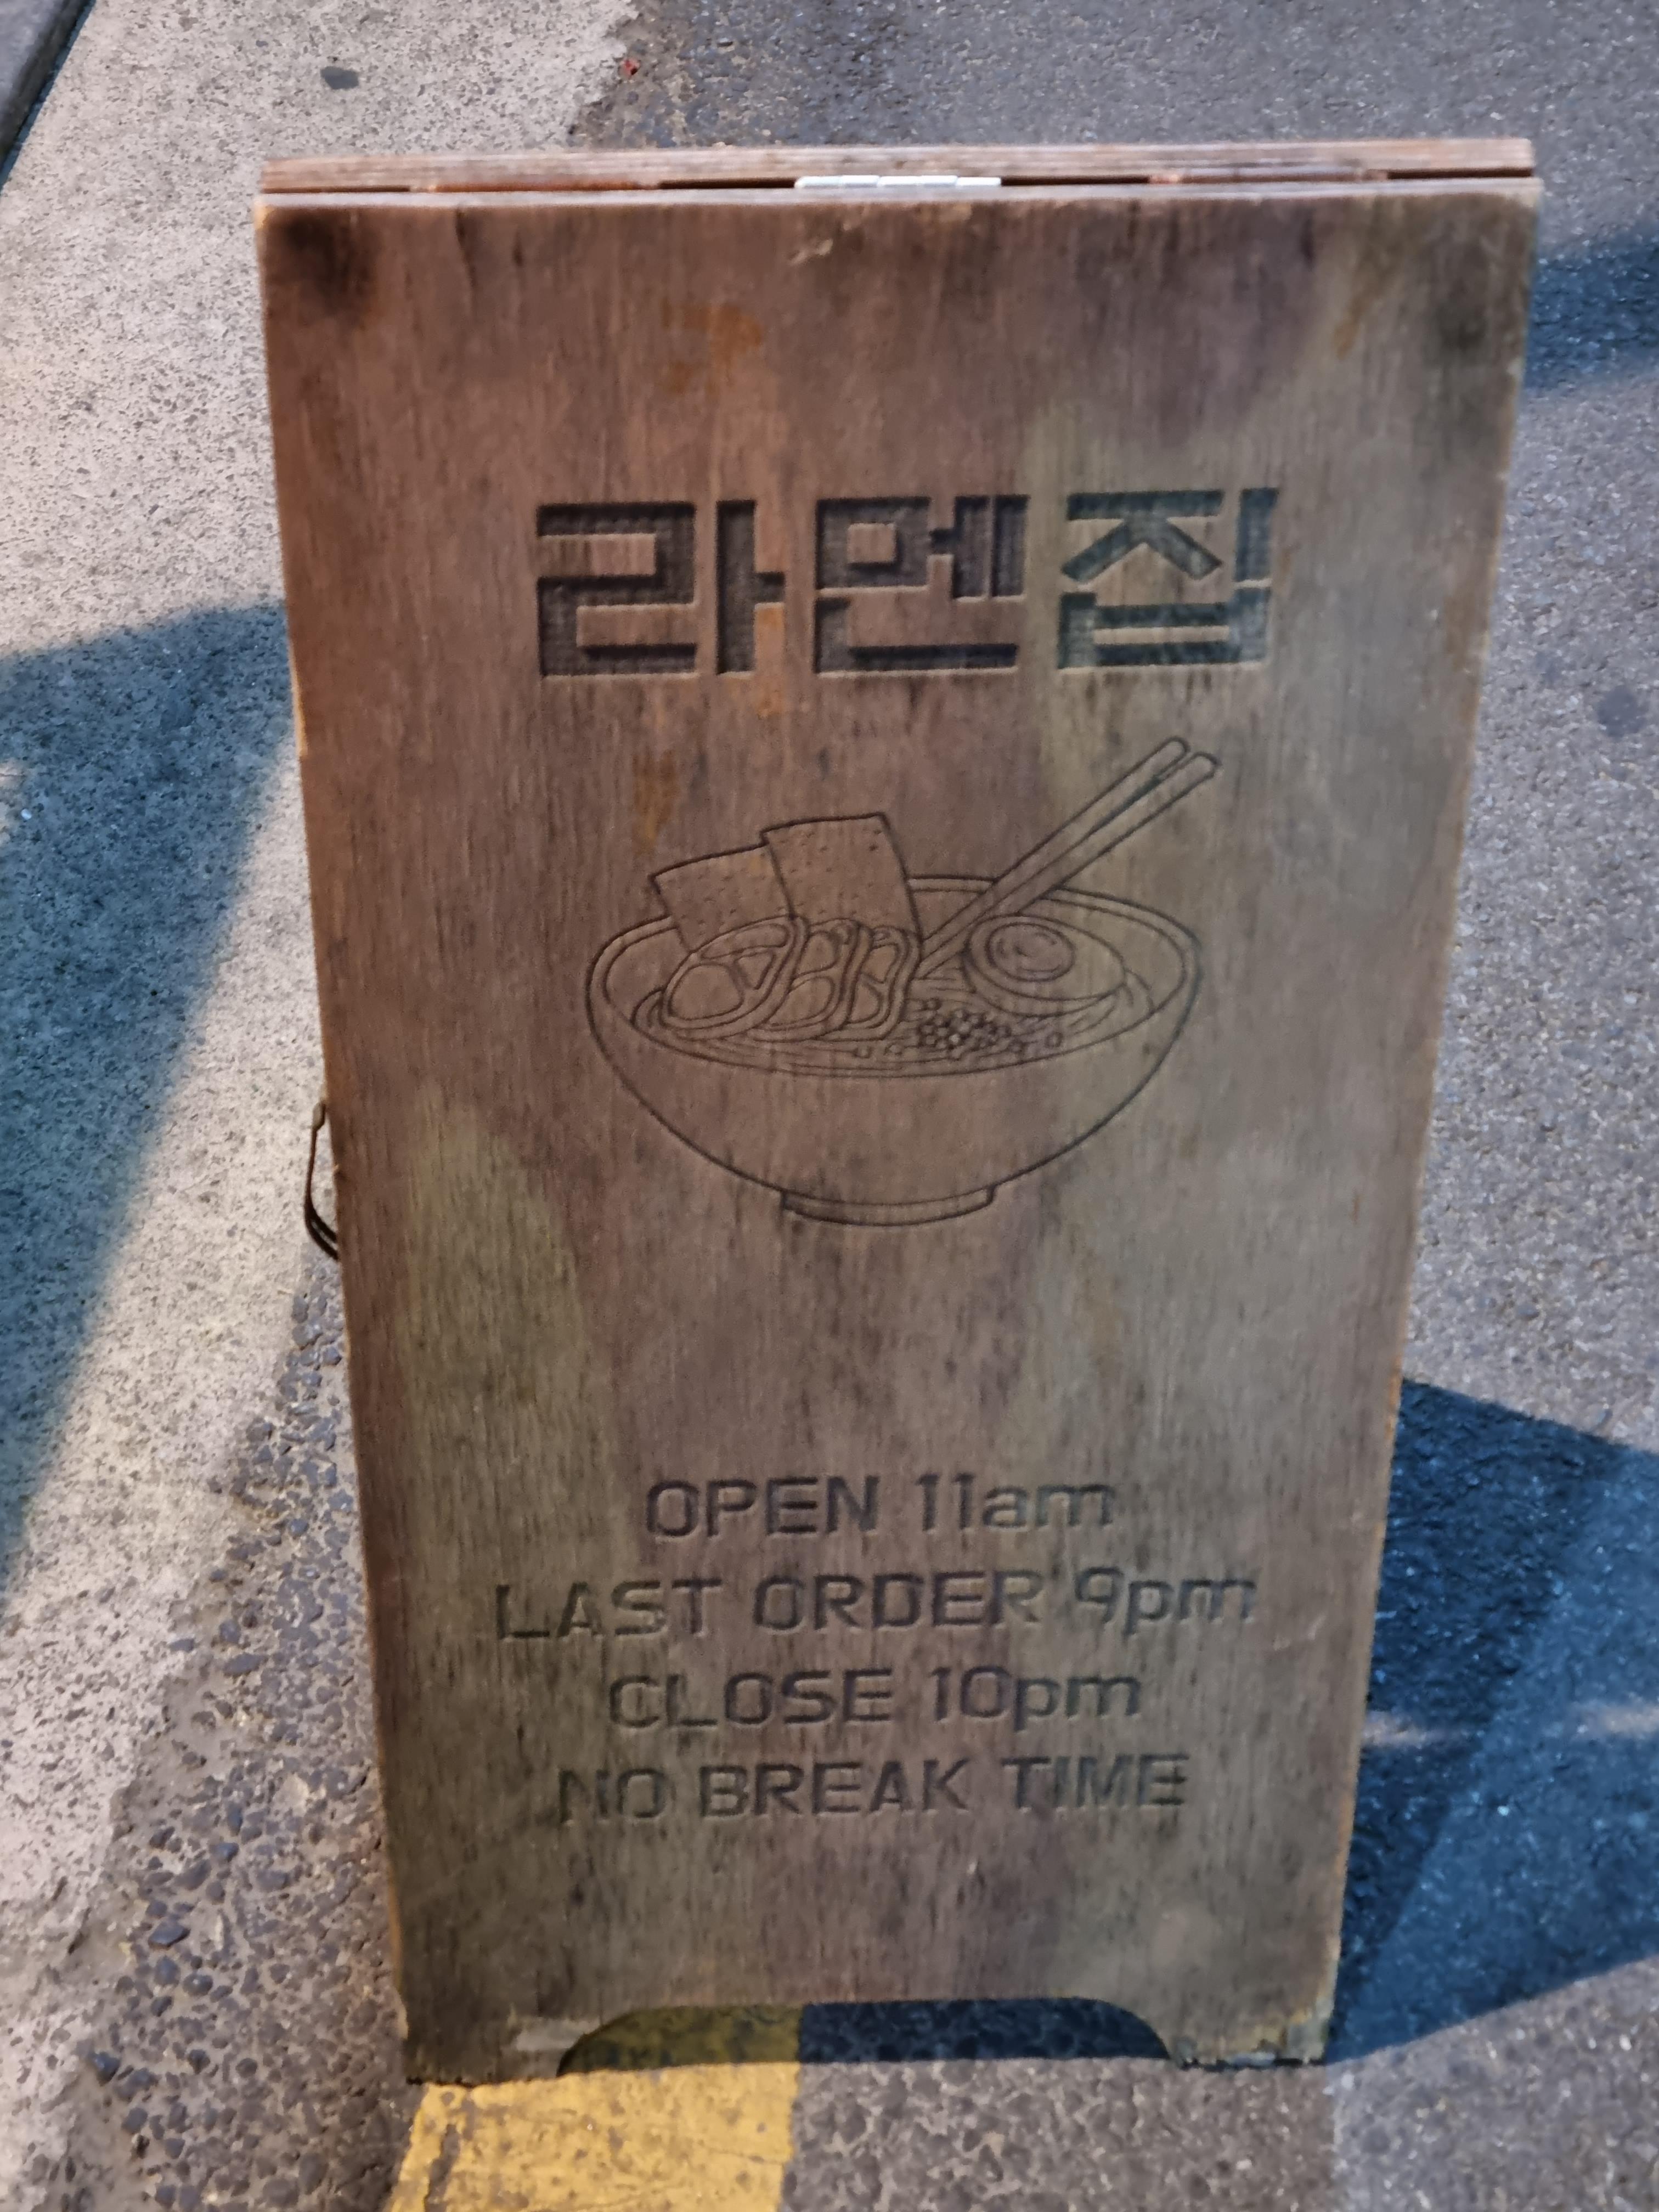 라멘집
OPEN 11am
LAST ORDER 9pm
CLOSE 10pm
NO BREAK TIME